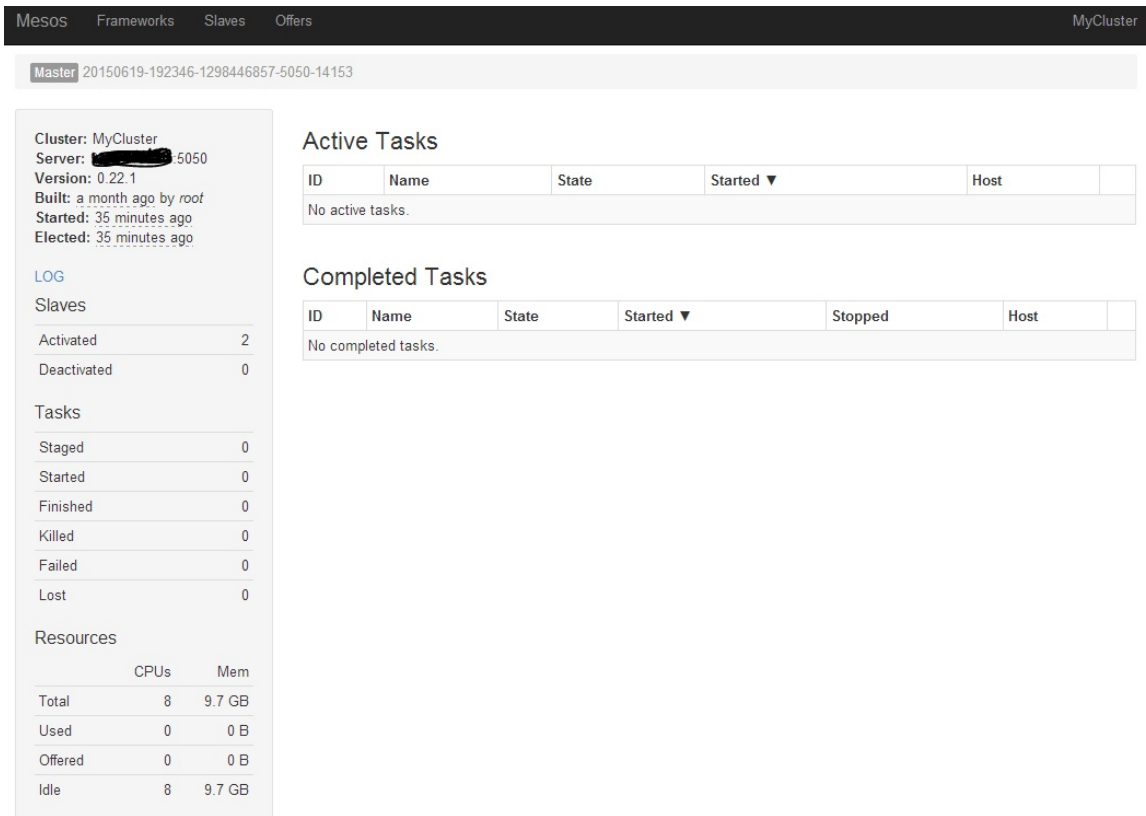 Mesos Frameworks Slaves Offers MyCluster
Master 20150619-192346-1298446857-5050-14153
Cluster: MyCluster
Server: :5050
Version: 0.22.1
Built: a month ago by root
Started: 35 minutes ago
Elected: 35 minutes ago
LOG
Slaves
Activated 2
Deactivated 0
Tasks
Staged 0
Started 0
Finished 0
Killed 0
Failed 0
Lost 0
Resources
CPUs Mem
Total 8 9.7 GB
Used 0 0 B
Offered 0 0 B
Idle 8 9.7 GB
Active Tasks
ID Name State Started ▼ Host
No active tasks.
Completed Tasks
ID Name State Started ▼ Stopped Host
No completed tasks.